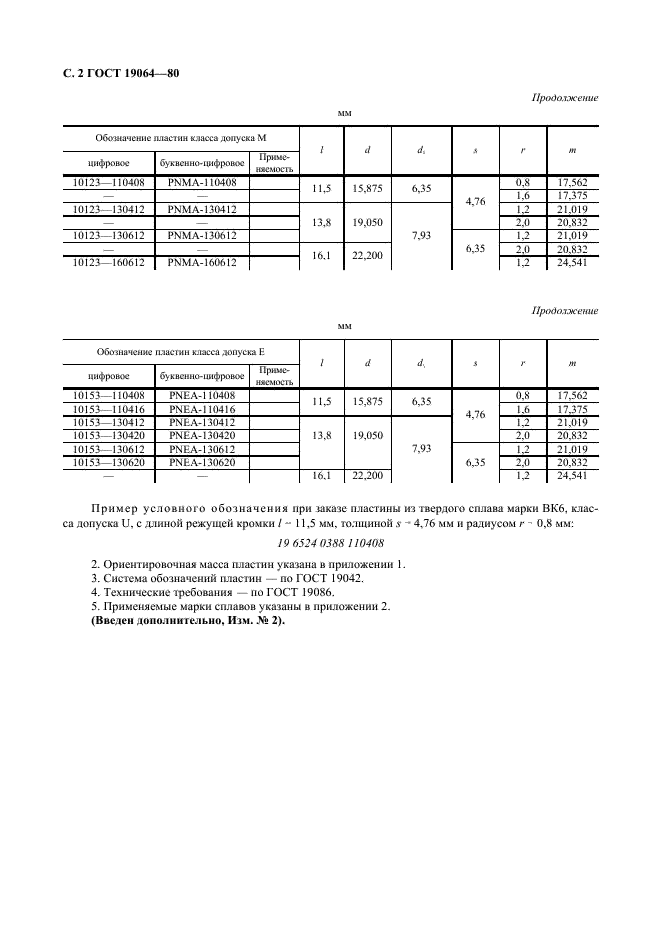 С. 2 ГОСТ 19064—80
Продолжение
мм
Обозначение пластин класса допуска М
l d d₁ s r m
цифровое буквенно-цифровое Приме-
няемость
10123—110408 PNMA-110408 11,5 15,875 6,35 4,76 0,8 17,562
— — 1,6 17,375
10123—130412 PNMA-130412 13,8 19,050 7,93 1,2 21,019
— — 2,0 20,832
10123—130612 PNMA-130612 6,35 1,2 21,019
— — 16,1 22,200 2,0 20,832
10123—160612 PNMA-160612 1,2 24,541
Продолжение
мм
Обозначение пластин класса допуска Е
l d d₁ s r m
цифровое буквенно-цифровое Приме-
няемость
10153—110408 PNEA-110408 11,5 15,875 6,35 4,76 0,8 17,562
10153—110416 PNEA-110416 1,6 17,375
10153—130412 PNEA-130412 13,8 19,050 7,93 1,2 21,019
10153—130420 PNEA-130420 2,0 20,832
10153—130612 PNEA-130612 6,35 1,2 21,019
10153—130620 PNEA-130620 2,0 20,832
— — 16,1 22,200 1,2 24,541
Пример условного обозначения при заказе пластины из твердого сплава марки ВК6, клас-
са допуска U, с длиной режущей кромки l = 11,5 мм, толщиной s = 4,76 мм и радиусом r = 0,8 мм:
19 6524 0388 110408
2. Ориентировочная масса пластин указана в приложении 1.
3. Система обозначений пластин — по ГОСТ 19042.
4. Технические требования — по ГОСТ 19086.
5. Применяемые марки сплавов указаны в приложении 2.
(Введен дополнительно, Изм. № 2).